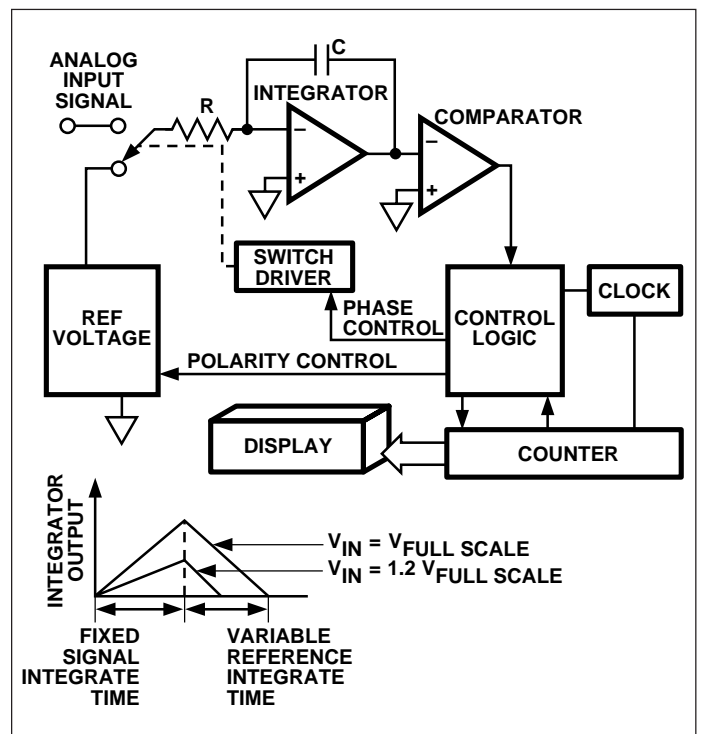 ANALOG
INPUT
SIGNAL
R
C
INTEGRATOR
–
+
COMPARATOR
–
+
SWITCH
DRIVER
REF
VOLTAGE
PHASE
CONTROL
CONTROL
LOGIC
CLOCK
POLARITY CONTROL
DISPLAY
COUNTER
INTEGRATOR
OUTPUT
VIN = VFULL SCALE
VIN = 1.2 VFULL SCALE
FIXED
SIGNAL
INTEGRATE
TIME
VARIABLE
REFERENCE
INTEGRATE
TIME